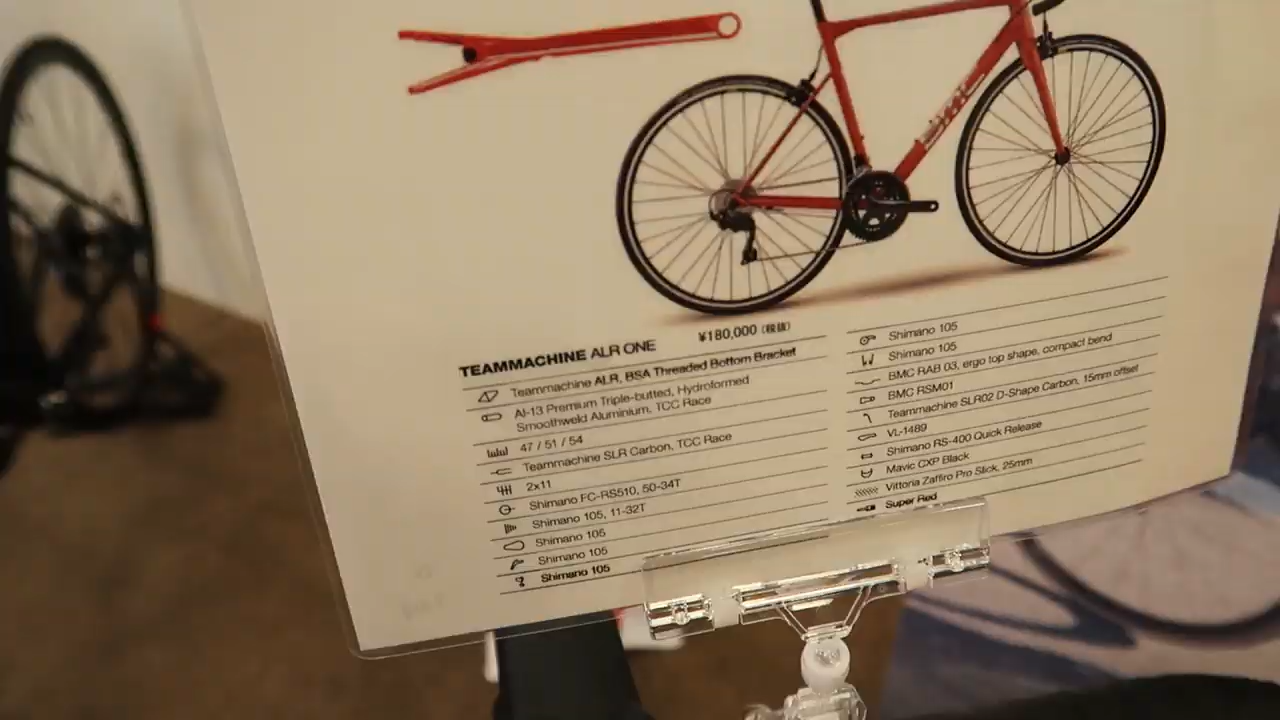 BMC
¥180,000 (税抜)
TEAMMACHINE ALR ONE
Teammachine ALR, BSA Threaded Bottom Bracket
Al-13 Premium Triple-butted, Hydroformed
Smoothweld Aluminium, TCC Race
47 / 51 / 54
Teammachine SLR Carbon, TCC Race
2x11
Shimano FC-RS510, 50-34T
Shimano 105, 11-32T
Shimano 105
Shimano 105
Shimano 105
Shimano 105
Shimano 105
BMC RAB 03, ergo top shape, compact bend
BMC RSM01
Teammachine SLR02 D-Shape Carbon, 15mm offset
VL-1489
Shimano RS-400 Quick Release
Mavic CXP Black
Vittoria Zaffiro Pro Slick, 25mm
Super Red